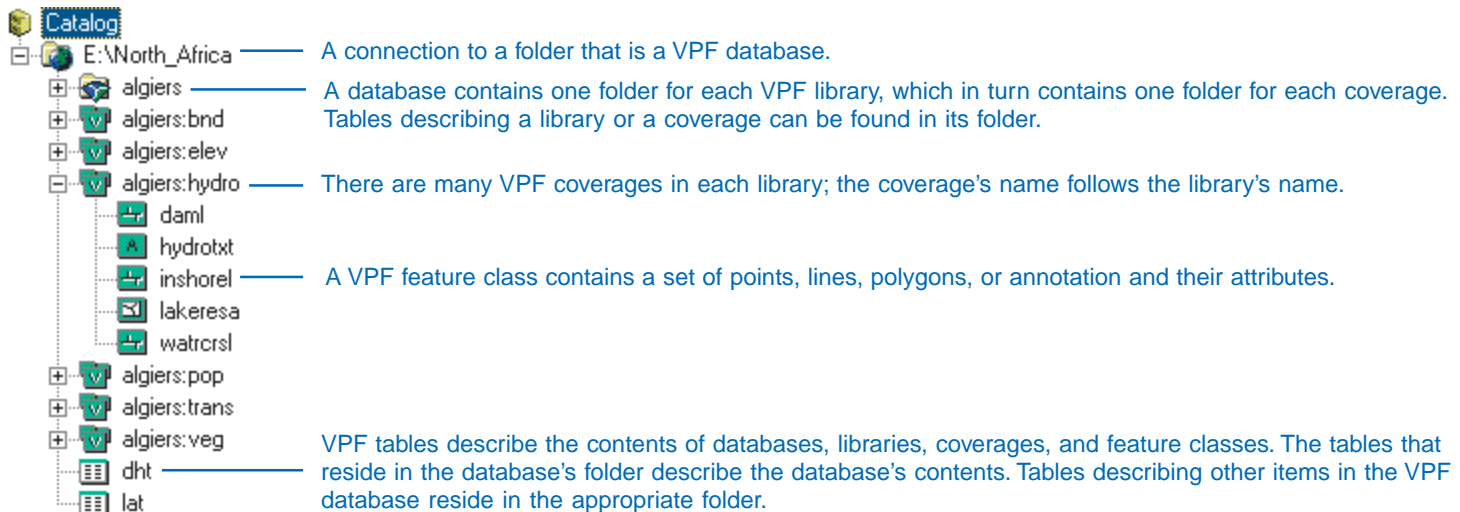 Catalog
E:\North_Africa
A connection to a folder that is a VPF database.
algiers
A database contains one folder for each VPF library, which in turn contains one folder for each coverage.
Tables describing a library or a coverage can be found in its folder.
algiers:bnd
algiers:elev
algiers:hydro
There are many VPF coverages in each library; the coverage's name follows the library's name.
daml
A hydrotxt
inshorel
A VPF feature class contains a set of points, lines, polygons, or annotation and their attributes.
lakeresa
watrcrsl
algiers:pop
algiers:trans
algiers:veg
VPF tables describe the contents of databases, libraries, coverages, and feature classes. The tables that
dht
reside in the database's folder describe the database's contents. Tables describing other items in the VPF
lat
database reside in the appropriate folder.